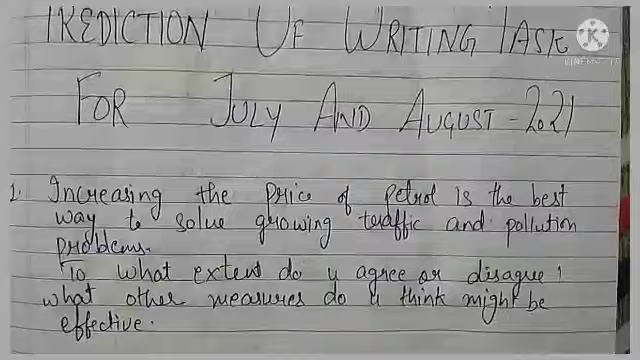 PREDICTION OF WRITING TASK
FOR JULY AND AUGUST - 2021
1. Increasing the price of petrol is the best
way to solve growing traffic and pollution
problems.
To what extent do u agree or disagree !
what other measures do u think might be
effective.
K